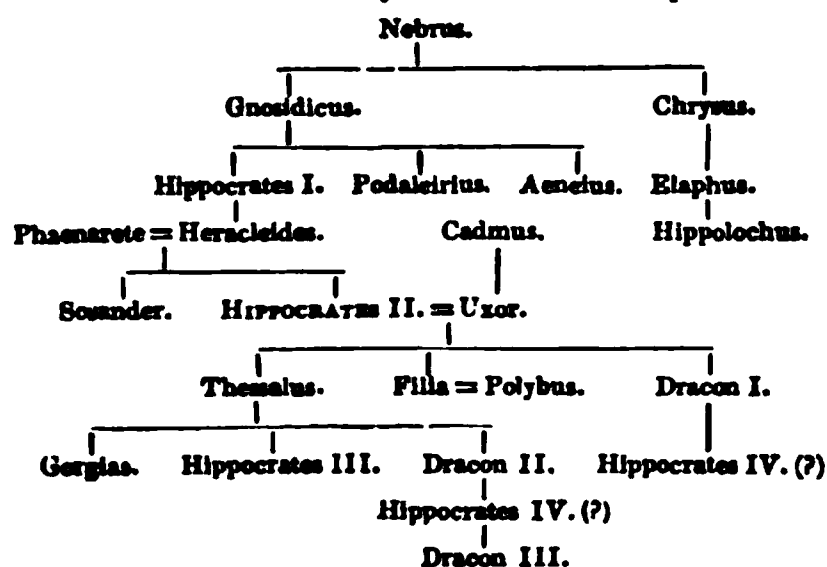 Nebrus.
Gnosidicus. Chrysus.
Hippocrates I. Podaleirius. Aeneius. Elaphus.
Phaenarete = Heracleides. Cadmus. Hippolochus.
Sosander. HIPPOCRATES II. = Uxor.
Thessalus. Filia = Polybus. Dracon I.
Gorgias. Hippocrates III. Dracon II. Hippocrates IV. (?)
Hippocrates IV. (?)
Dracon III.